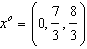 x° = (0, 7/3, 8/3)